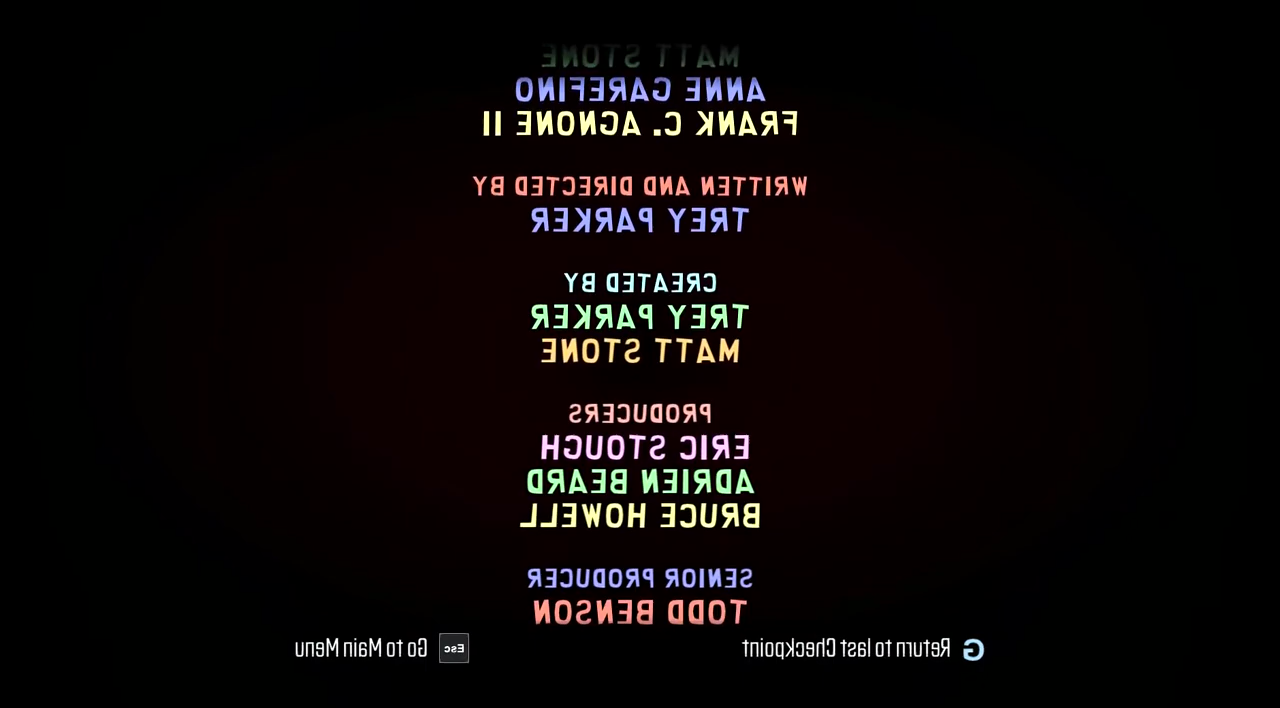 MATT STONE
ANNE GAREFINO
FRANK C. AGNONE II
WRITTEN AND DIRECTED BY
TREY PARKER
CREATED BY
TREY PARKER
MATT STONE
PRODUCERS
ERIC STOUGH
ADRIEN BEARD
BRUCE HOWELL
SENIOR PRODUCER
TODD BENSON
G Return to last Checkpoint
Esc Go to Main Menu